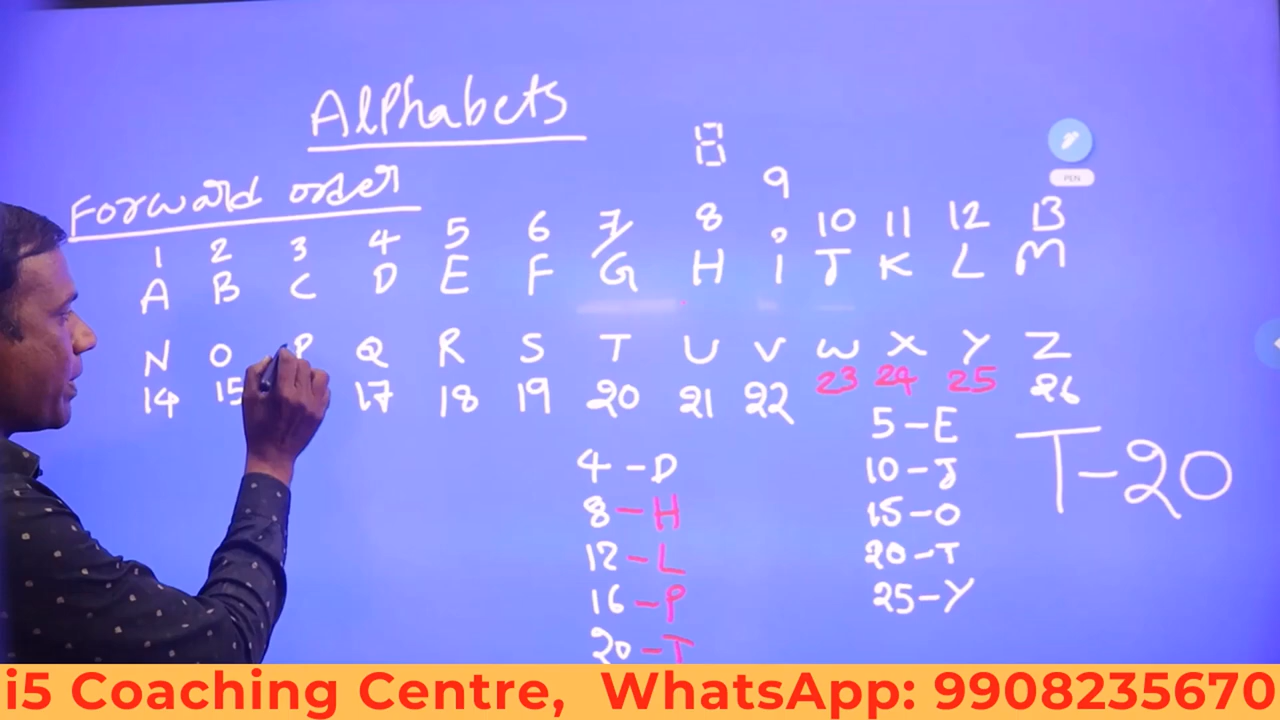 Alphabets
Forward order
8
9
1 2 3 4 5 6 7 8 9 10 11 12 13
A B C D E F G H I J K L M
N O P Q R S T U V W X Y Z
14 15 17 18 19 20 21 22 23 24 25 26
4-D
8-H
12-L
16-P
20-T
5-E
10-J
15-O
20-T
25-Y
T-20
PEN
i5 Coaching Centre, WhatsApp: 9908235670